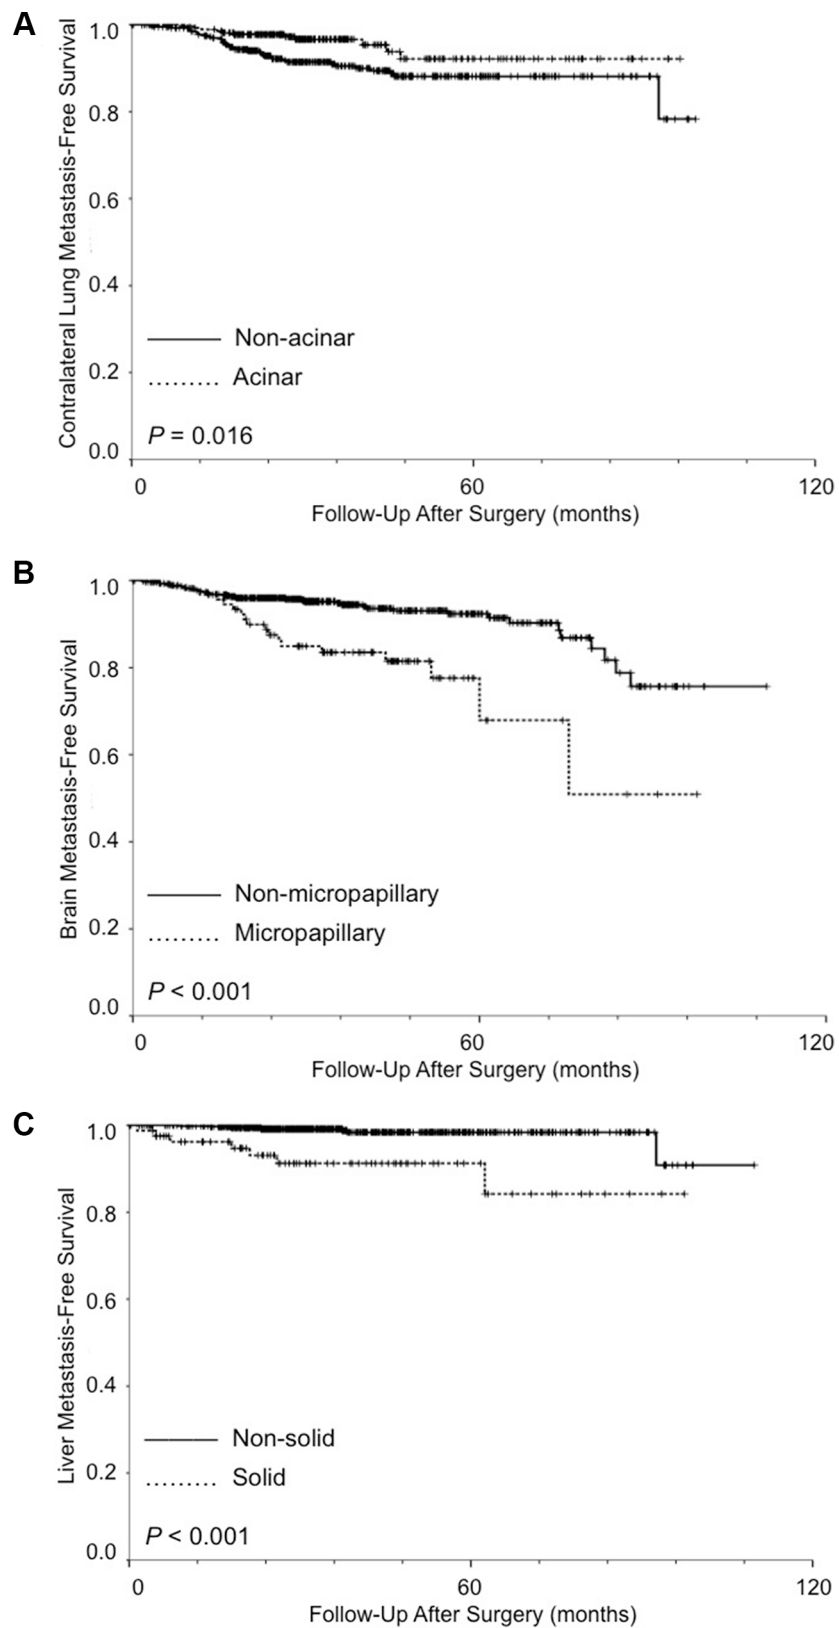 A
Contralateral Lung Metastasis-Free Survival
1.0
0.8
0.6
0.4
0.2
0.0
Non-acinar
Acinar
P = 0.016
0 60 120
Follow-Up After Surgery (months)
B
Brain Metastasis-Free Survival
1.0
0.8
0.6
0.4
0.2
0.0
Non-micropapillary
Micropapillary
P < 0.001
0 60 120
Follow-Up After Surgery (months)
C
Liver Metastasis-Free Survival
1.0
0.8
0.6
0.4
0.2
0.0
Non-solid
Solid
P < 0.001
0 60 120
Follow-Up After Surgery (months)